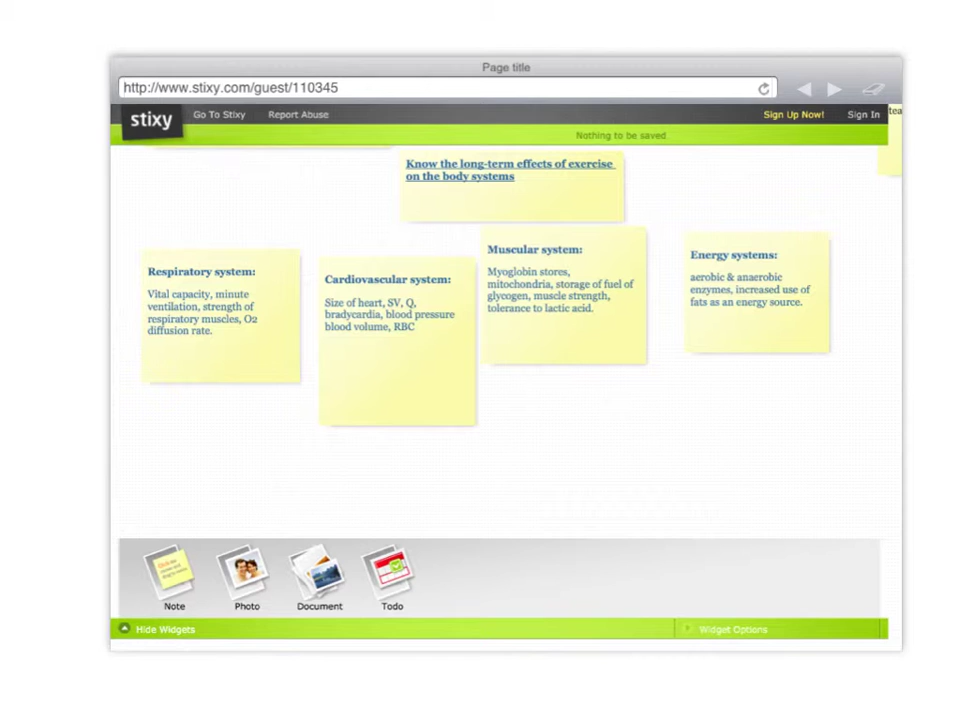 Page title
http://www.stixy.com/guest/110345
stixy
Go To Stixy
Report Abuse
Sign Up Now!
Sign In
tea
Nothing to be saved
Know the long-term effects of exercise
on the body systems
Respiratory system:
Vital capacity, minute
ventilation, strength of
respiratory muscles, O2
diffusion rate.
Cardiovascular system:
Size of heart, SV, Q,
bradycardia, blood pressure
blood volume, RBC
Muscular system:
Myoglobin stores,
mitochondria, storage of fuel of
glycogen, muscle strength,
tolerance to lactic acid.
Energy systems:
aerobic & anaerobic
enzymes, increased use of
fats as an energy source.
Note
Photo
Document
Todo
Hide Widgets
Widget Options